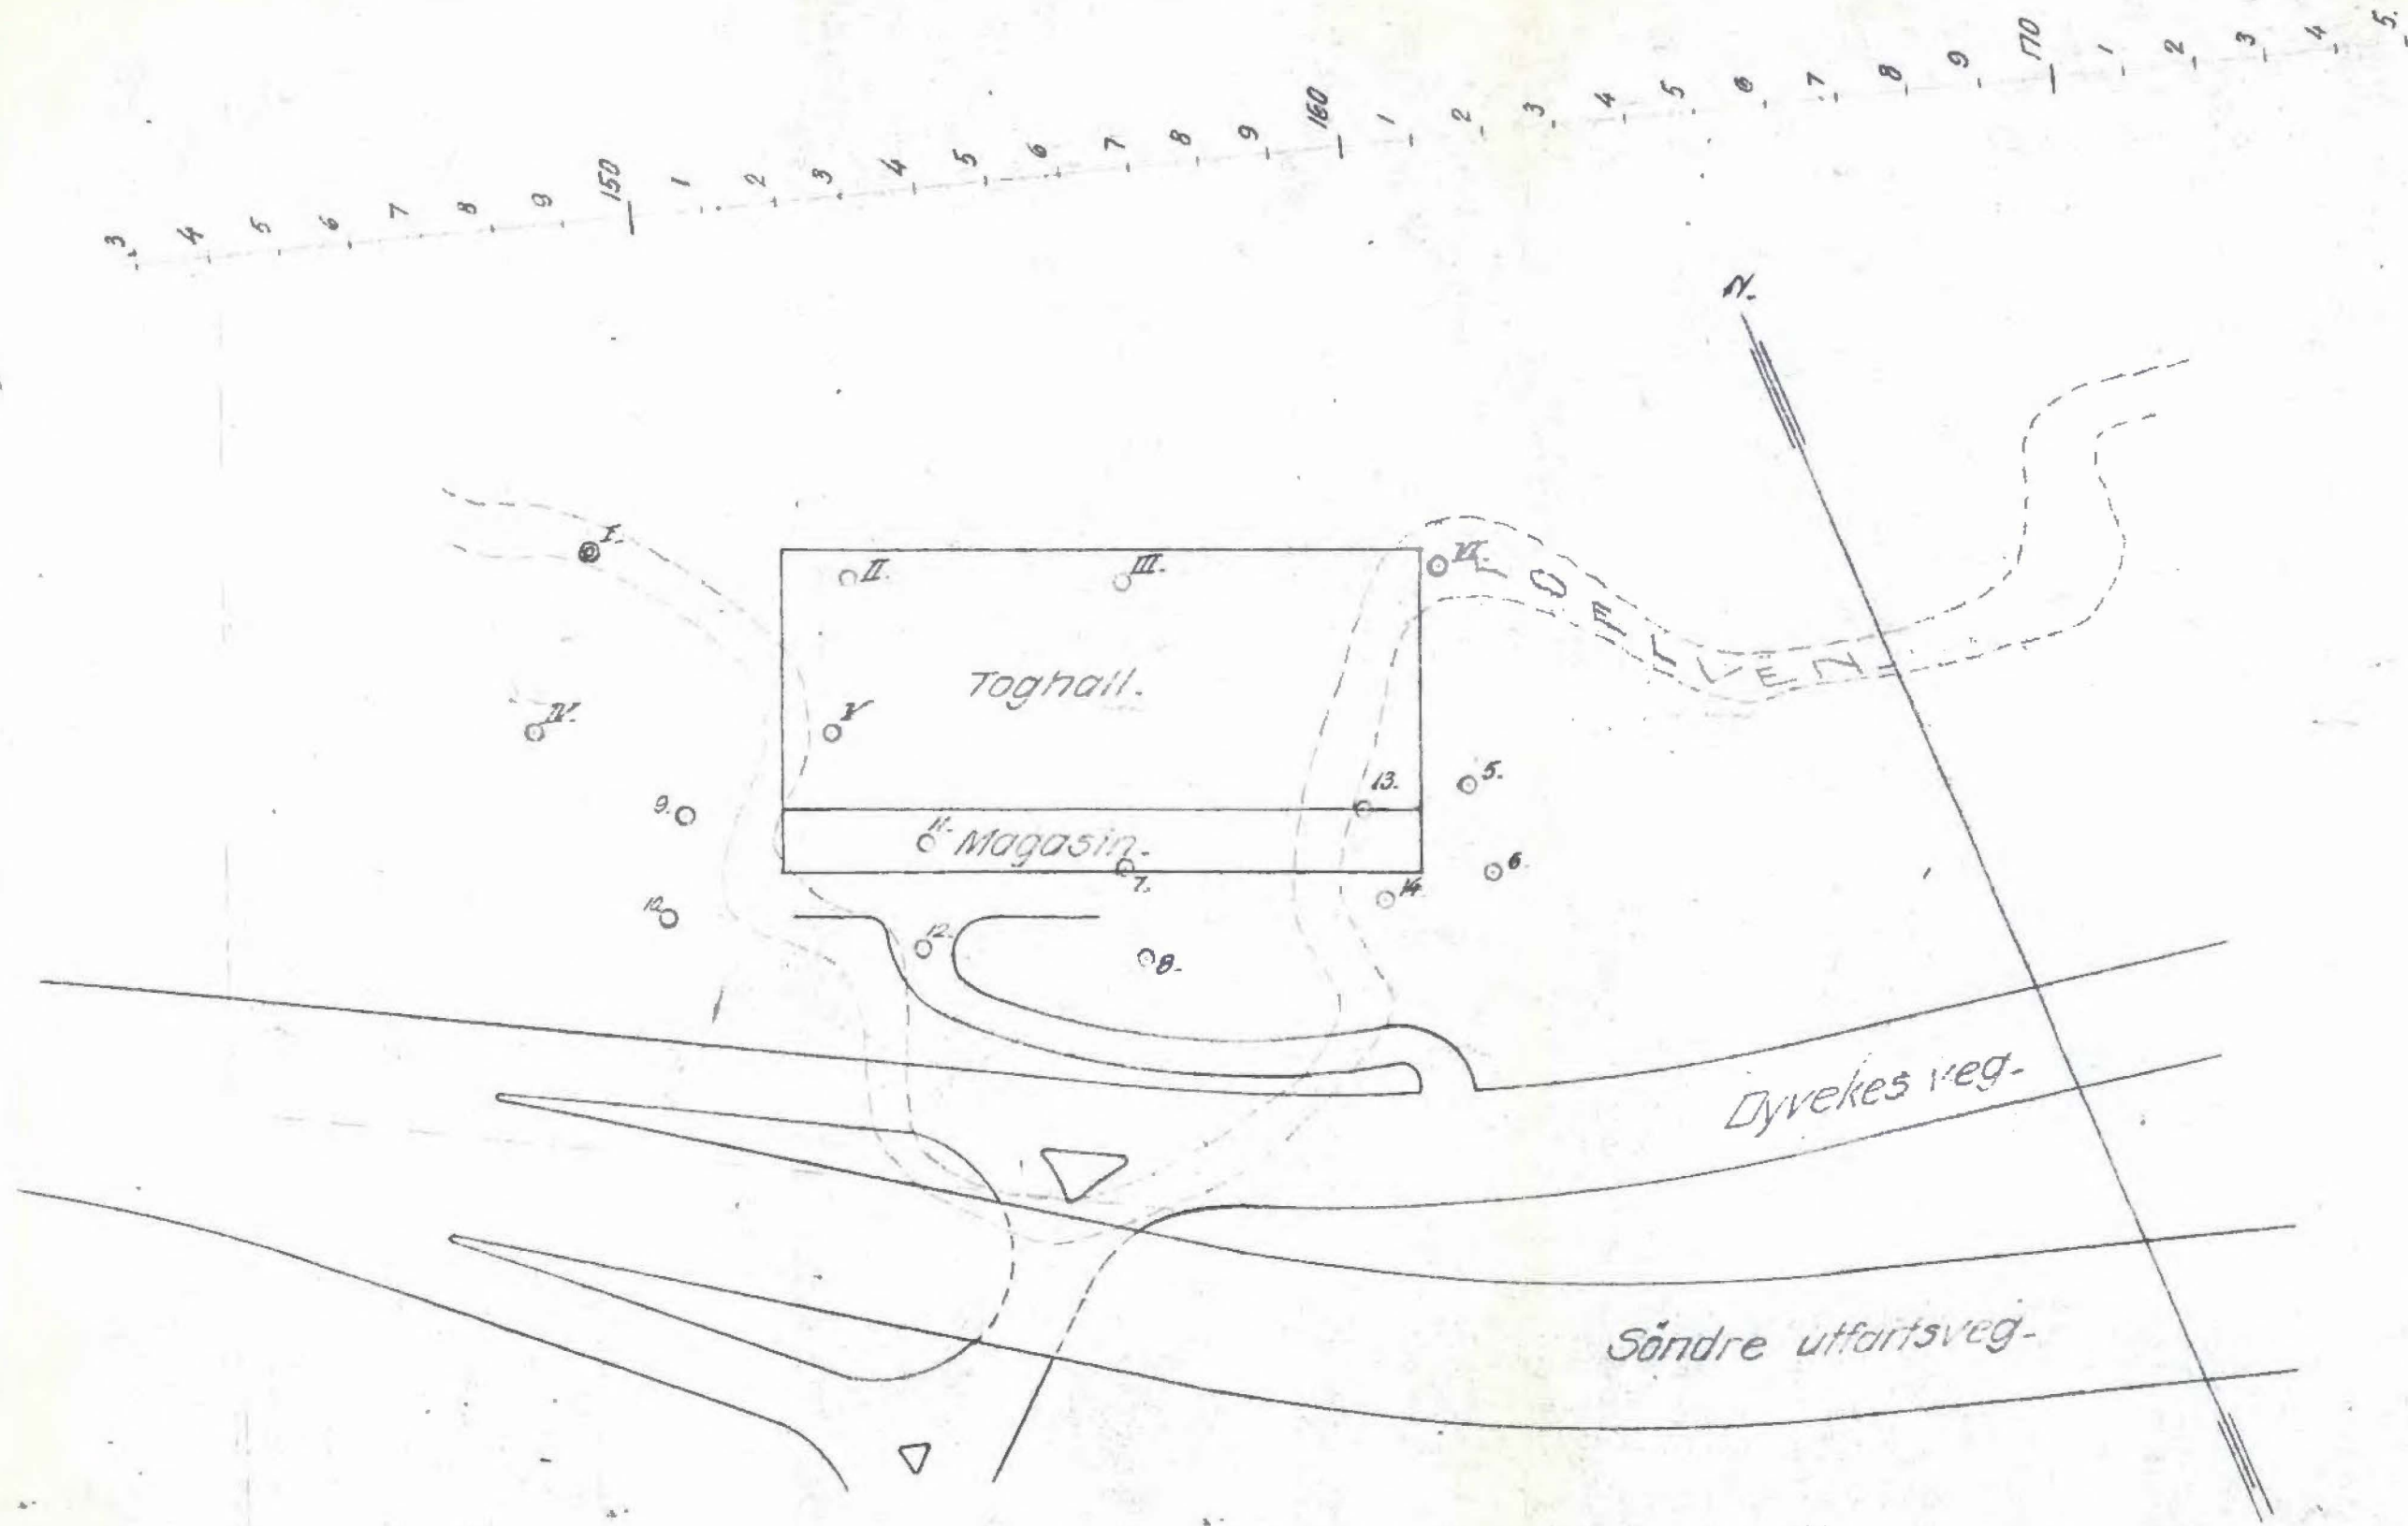 3 4 5 6 7 8 9 150 1 2 3 4 5 6 7 8 9 160 1 2 3 4 5 6 7 8 9 170 1 2 3 4 5.
N.
I.
II. III. VI.
LOELVEN
Toghall.
IV. V
5.
13.
9.
11. Magasin.
7. 6.
14.
10.
12.
8.
Dyvekes veg.
Söndre utfartsveg.